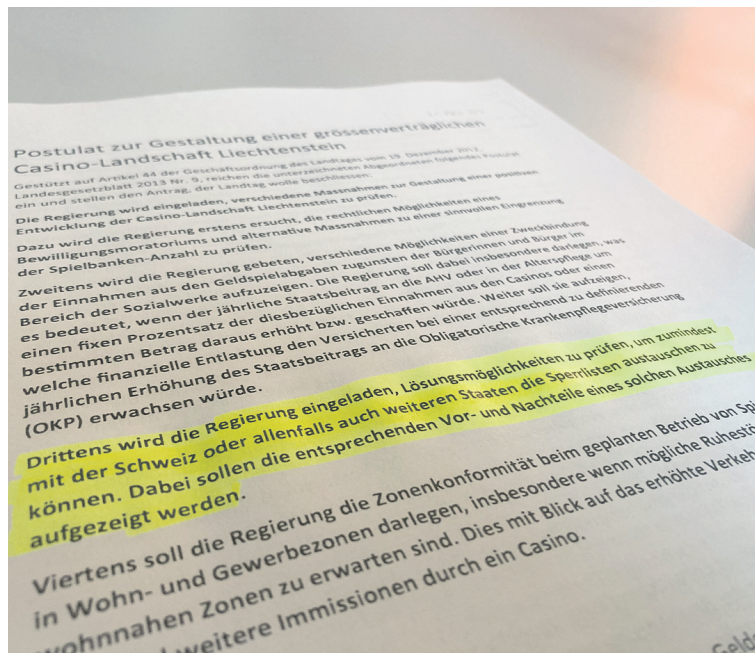 Postulat zur Gestaltung einer grössenverträglichen
Casino-Landschaft Liechtenstein
Gestützt auf Artikel 44 der Geschäftsordnung des Landtages vom 19. Dezember 2012,
Landesgesetzblatt 2013 Nr. 9, reichen die unterzeichneten Abgeordneten folgendes Postulat
ein und stellen den Antrag, der Landtag wolle beschliessen:
Die Regierung wird eingeladen, verschiedene Massnahmen zur Gestaltung einer positiven
Entwicklung der Casino-Landschaft Liechtenstein zu prüfen.
Dazu wird die Regierung erstens ersucht, die rechtlichen Möglichkeiten eines
Bewilligungsmoratoriums und alternative Massnahmen zu einer sinnvollen Eingrenzung
der Spielbanken-Anzahl zu prüfen.
Zweitens wird die Regierung gebeten, verschiedene Möglichkeiten einer Zweckbindung
der Einnahmen aus den Geldspielabgaben zugunsten der Bürgerinnen und Bürger im
Bereich der Sozialwerke aufzuzeigen. Die Regierung soll dabei insbesondere darlegen, was
es bedeutet, wenn der jährliche Staatsbeitrag an die AHV oder in der Alterspflege um
einen fixen Prozentsatz der diesbezüglichen Einnahmen aus den Casinos oder einen
bestimmten Betrag daraus erhöht bzw. geschaffen würde. Weiter soll sie aufzeigen,
welche finanzielle Entlastung den Versicherten bei einer entsprechend zu definierenden
jährlichen Erhöhung des Staatsbeitrags an die Obligatorische Krankenpflegeversicherung
(OKP) erwachsen würde.
Drittens wird die Regierung eingeladen, Lösungsmöglichkeiten zu prüfen, um zumindest
mit der Schweiz oder allenfalls auch weiteren Staaten die Sperrlisten austauschen zu
können. Dabei sollen die entsprechenden Vor- und Nachteile eines solchen Austausches
aufgezeigt werden.
Viertens soll die Regierung die Zonenkonformität beim geplanten Betrieb von
in Wohn- und Gewerbezonen darlegen, insbesondere wenn mögliche
wohnnahen Zonen zu erwarten sind. Dies mit Blick auf das erhöhte
weitere Immissionen durch ein Casino.